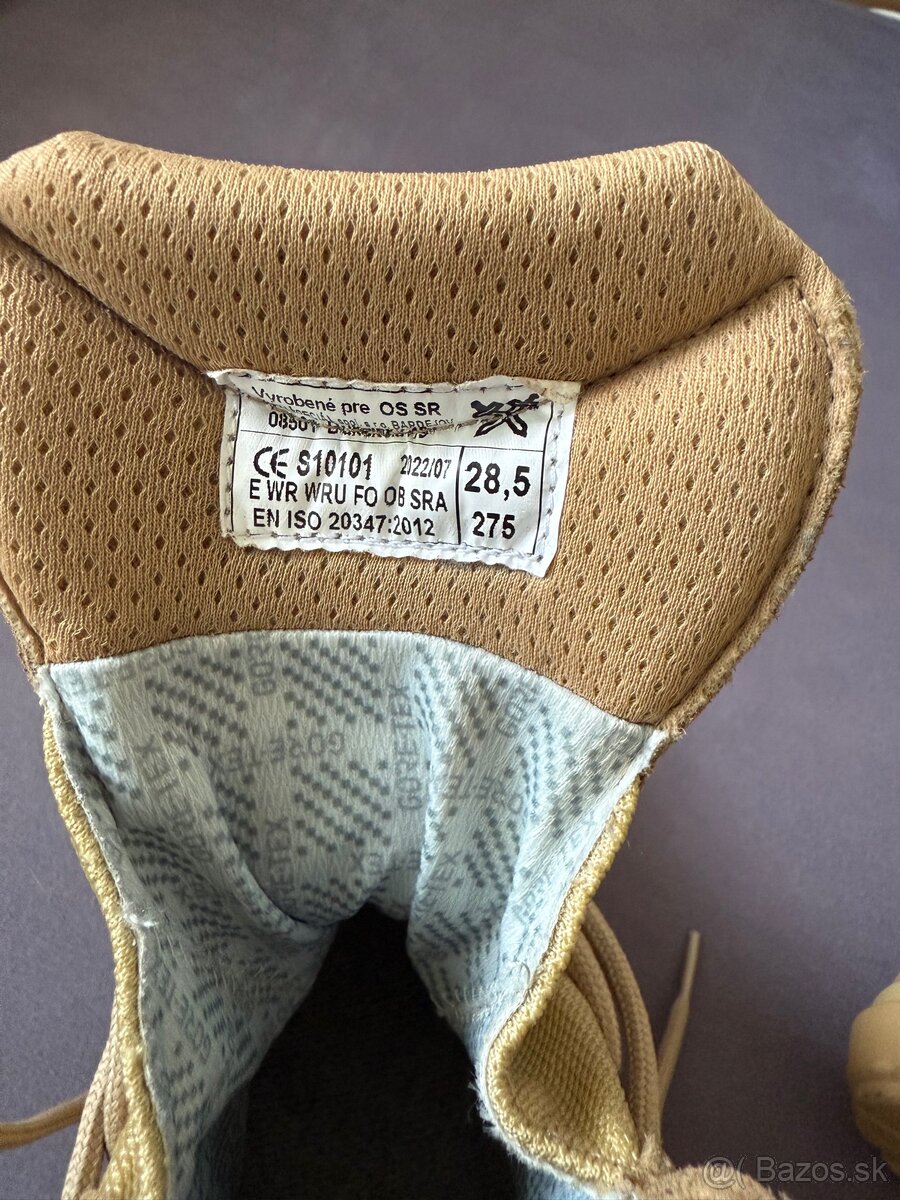 Vyrobené pre OS SR
s.r.o. BARDEJOV
08501
CE S10101 2022/07
E WR WRU FO OB SRA
EN ISO 20347:2012
28,5
275
GORE-TEX
Bazos.sk